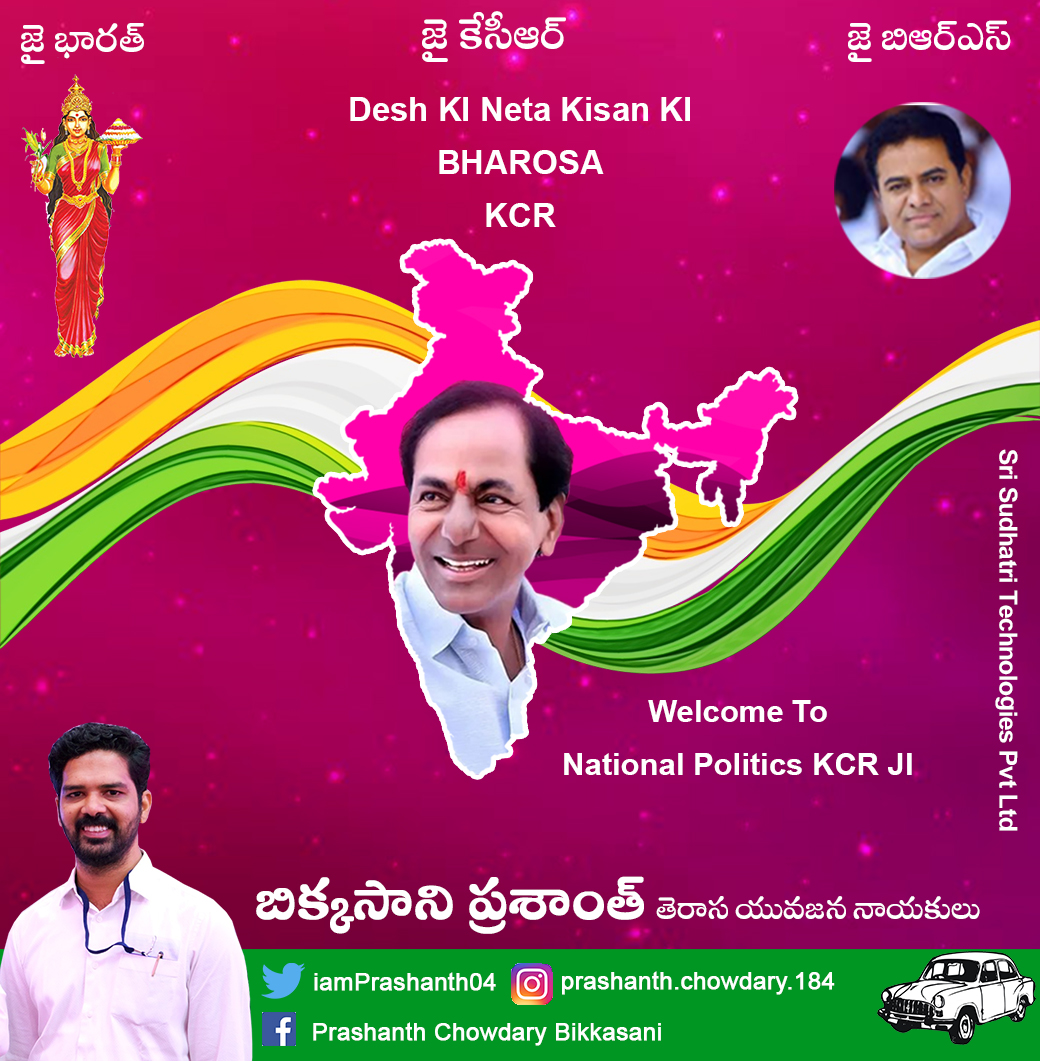 జై భారత్
జై కేసీఆర్
జై బిఆర్ఎస్
Desh KI Neta Kisan KI
BHAROSA
KCR
Sri Sudhatri Technologies Pvt Ltd
Welcome To
National Politics KCR JI
బిక్కసాని ప్రశాంత్ తెరాస యువజన నాయకులు
iamPrashanth04 prashanth.chowdary.184
Prashanth Chowdary Bikkasani